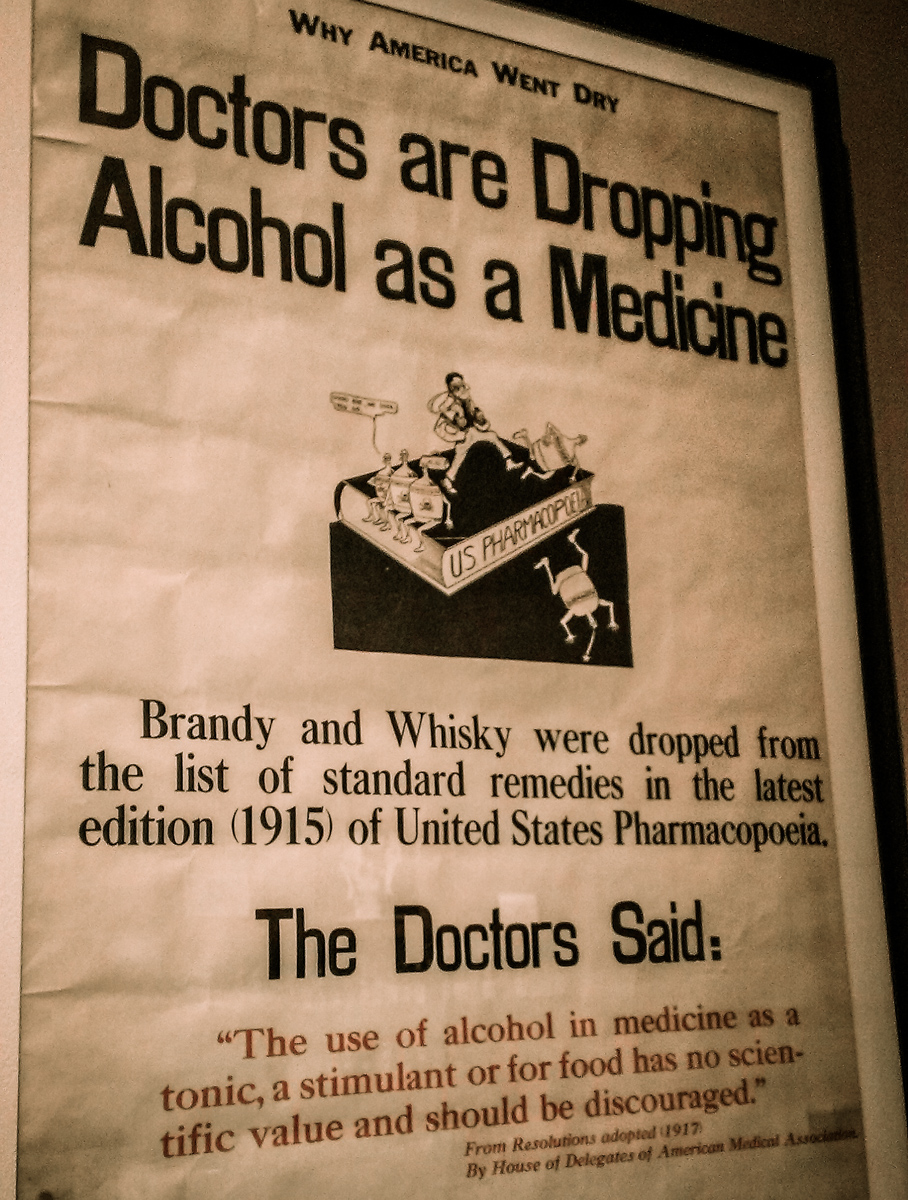 WHY AMERICA WENT DRY
Doctors are Dropping
Alcohol as a Medicine
US PHARMACOPOEIA
Brandy and Whisky were dropped from
the list of standard remedies in the latest
edition (1915) of United States Pharmacopoeia.
The Doctors Said:
“The use of alcohol in medicine as a
tonic, a stimulant or for food has no scien-
tific value and should be discouraged.”
From Resolutions adopted (1917)
By House of Delegates of American Medical Association.